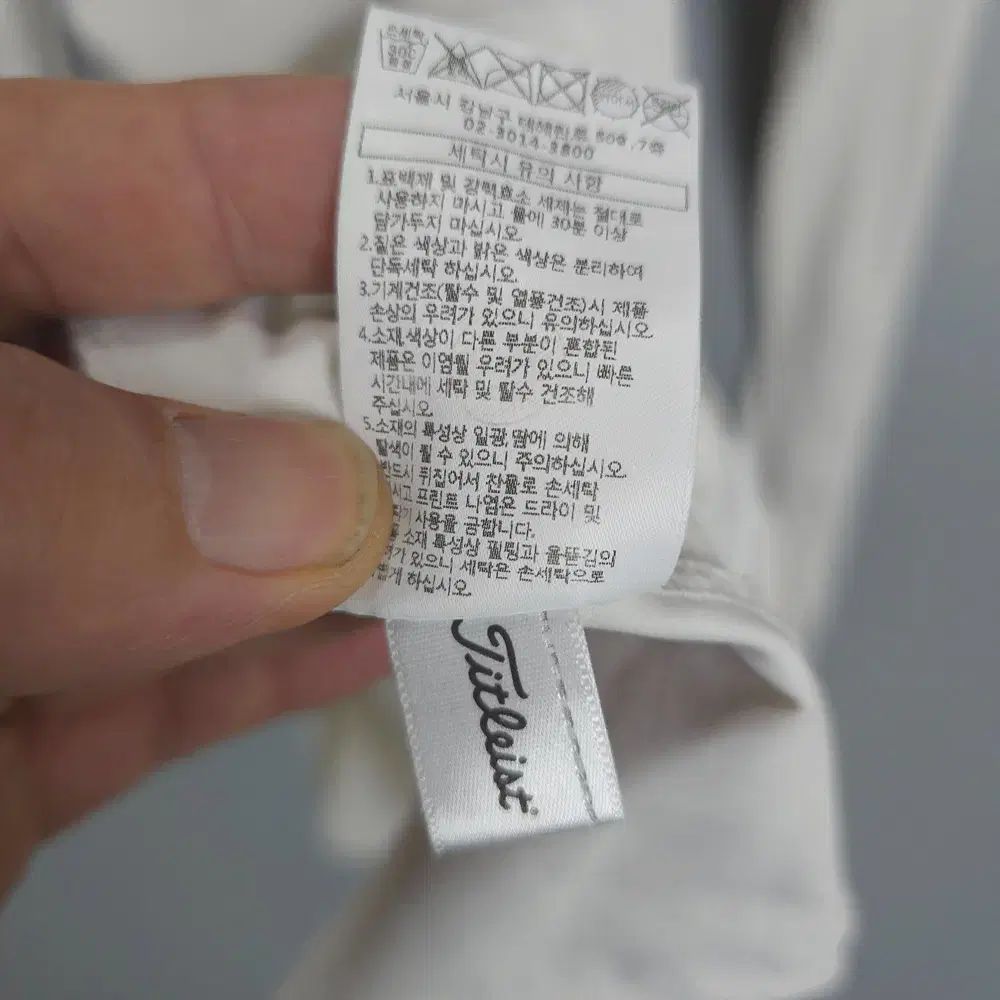 손세탁
30℃
중성
서울시 강남구 테헤란로 506, 7층
02-3014-3800
세탁시 유의 사항
1.표백제 및 강력효소 세제는 절대로
사용하지 마시고 물에 30분 이상
담가두지 마십시오.
2.짙은 색상과 밝은 색상은 분리하여
단독세탁 하십시오.
3.기계건조(탈수 및 열풍건조)시 제품
손상의 우려가 있으니 유의하십시오.
4.소재,색상이 다른 부분이 혼합된
제품은 이염될 우려가 있으니 빠른
시간내에 세탁 및 탈수 건조해
주십시오.
5.소재의 특성상 일광,땀에 의해
탈색이 될 수 있으니 주의하십시오.
뒤집어서 찬물로 손세탁
프린트 나염은 드라이 및
사용을 금합니다.
소재 특성상 필링과 올뜯김의
있으니 세탁은 손세탁으로
하십시오.
Titleist